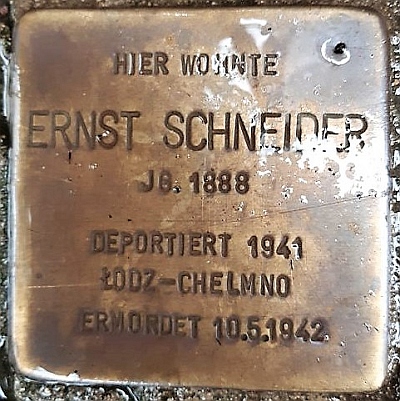 HIER WOHNTE
ERNST SCHNEIDER
JG. 1888
DEPORTIERT 1941
ŁODZ-CHELMNO
ERMORDET 10.5.1942